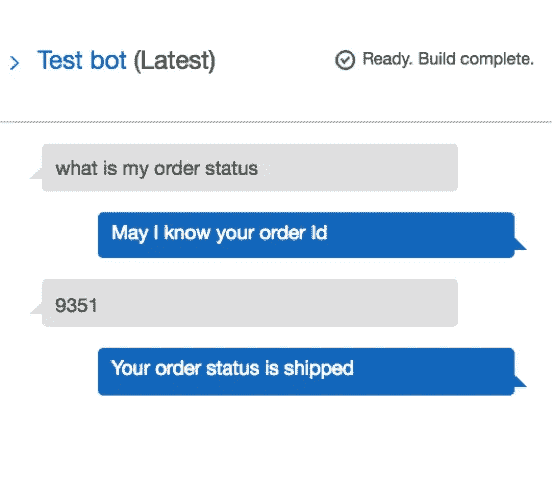 Test bot (Latest)
Ready. Build complete.
what is my order status
May I know your order Id
9351
Your order status is shipped